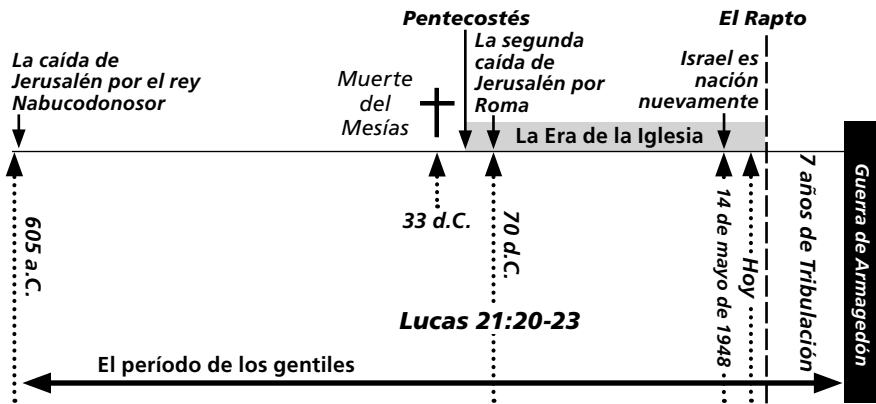 Pentecostés
El Rapto
La caída de
Jerusalén por el rey
Nabucodonosor
Muerte
del
Mesías
La segunda
caída de
Jerusalén por
Roma
Israel es
nación
nuevamente
La Era de la Iglesia
605 a.C.
33 d.C.
70 d.C.
14 de mayo de 1948
Hoy
7 años de Tribulación
Guerra de Armagedón
Lucas 21:20-23
El período de los gentiles